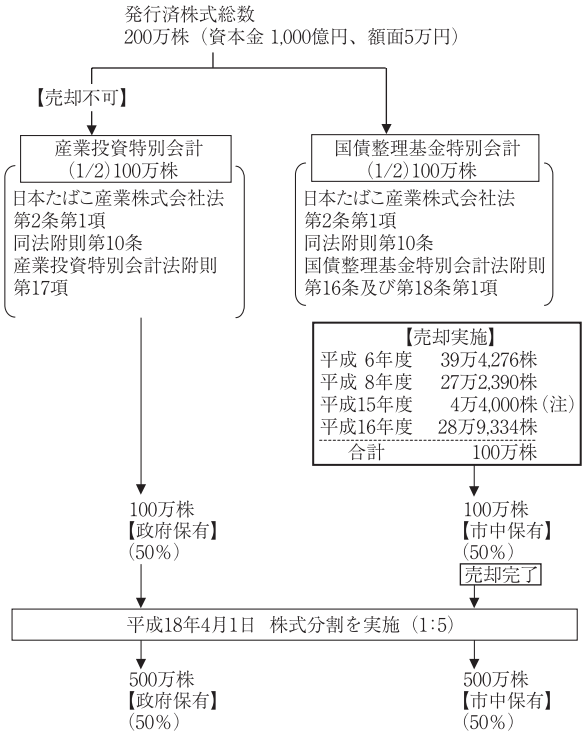 発行済株式総数
200万株（資本金 1,000億円、額面5万円）
【売却不可】
産業投資特別会計
(1/2)100万株
日本たばこ産業株式会社法
第2条第1項
同法附則第10条
産業投資特別会計法附則
第17項
国債整理基金特別会計
(1/2)100万株
日本たばこ産業株式会社法
第2条第1項
同法附則第10条
国債整理基金特別会計法附則
第16条及び第18条第1項
【売却実施】
平成 6年度 39万4,276株
平成 8年度 27万2,390株
平成15年度 4万4,000株（注）
平成16年度 28万9,334株
合計 100万株
100万株
【政府保有】
(50%)
100万株
【市中保有】
(50%)
売却完了
平成18年4月1日 株式分割を実施（1:5）
500万株
【政府保有】
(50%)
500万株
【市中保有】
(50%)